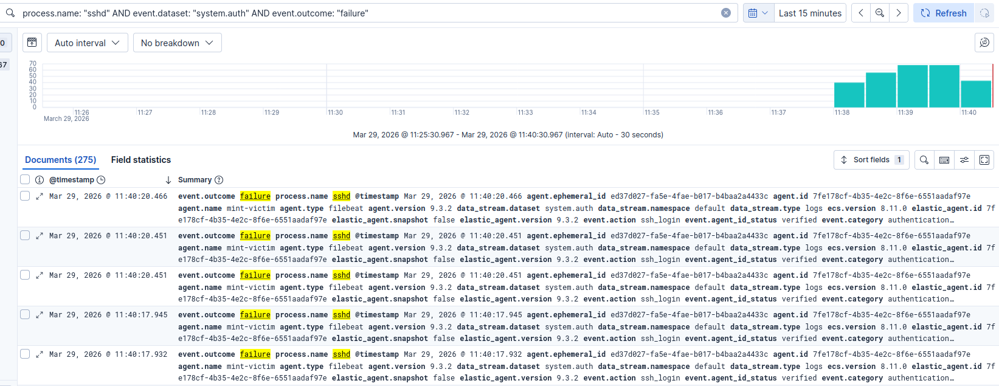 process.name: "sshd" AND event.dataset: "system.auth" AND event.outcome: "failure"
Last 15 minutes
Refresh
0
Auto interval
No breakdown
67
70
60
50
40
30
20
10
0
11:26
11:27
11:28
11:29
11:30
11:31
11:32
11:33
11:34
11:35
11:36
11:37
11:38
11:39
11:40
March 29, 2026
Mar 29, 2026 @ 11:25:30.967 - Mar 29, 2026 @ 11:40:30.967 (interval: Auto - 30 seconds)
Documents (275)
Field statistics
Sort fields 1
@timestamp
Summary
Mar 29, 2026 @ 11:40:20.466
event.outcome failure process.name sshd @timestamp Mar 29, 2026 @ 11:40:20.466 agent.ephemeral_id ed37d027-fa5e-4fae-b017-b4baa2a4433c agent.id 7fe178cf-4b35-4e2c-8f6e-6551aadaf97e
agent.name mint-victim agent.type filebeat agent.version 9.3.2 data_stream.dataset system.auth data_stream.namespace default data_stream.type logs ecs.version 8.11.0 elastic_agent.id 7f
e178cf-4b35-4e2c-8f6e-6551aadaf97e elastic_agent.snapshot false elastic_agent.version 9.3.2 event.action ssh_login event.agent_id_status verified event.category authentication…
Mar 29, 2026 @ 11:40:20.451
event.outcome failure process.name sshd @timestamp Mar 29, 2026 @ 11:40:20.451 agent.ephemeral_id ed37d027-fa5e-4fae-b017-b4baa2a4433c agent.id 7fe178cf-4b35-4e2c-8f6e-6551aadaf97e
agent.name mint-victim agent.type filebeat agent.version 9.3.2 data_stream.dataset system.auth data_stream.namespace default data_stream.type logs ecs.version 8.11.0 elastic_agent.id 7f
e178cf-4b35-4e2c-8f6e-6551aadaf97e elastic_agent.snapshot false elastic_agent.version 9.3.2 event.action ssh_login event.agent_id_status verified event.category authentication…
Mar 29, 2026 @ 11:40:20.451
event.outcome failure process.name sshd @timestamp Mar 29, 2026 @ 11:40:20.451 agent.ephemeral_id ed37d027-fa5e-4fae-b017-b4baa2a4433c agent.id 7fe178cf-4b35-4e2c-8f6e-6551aadaf97e
agent.name mint-victim agent.type filebeat agent.version 9.3.2 data_stream.dataset system.auth data_stream.namespace default data_stream.type logs ecs.version 8.11.0 elastic_agent.id 7f
e178cf-4b35-4e2c-8f6e-6551aadaf97e elastic_agent.snapshot false elastic_agent.version 9.3.2 event.action ssh_login event.agent_id_status verified event.category authentication…
Mar 29, 2026 @ 11:40:17.945
event.outcome failure process.name sshd @timestamp Mar 29, 2026 @ 11:40:17.945 agent.ephemeral_id ed37d027-fa5e-4fae-b017-b4baa2a4433c agent.id 7fe178cf-4b35-4e2c-8f6e-6551aadaf97e
agent.name mint-victim agent.type filebeat agent.version 9.3.2 data_stream.dataset system.auth data_stream.namespace default data_stream.type logs ecs.version 8.11.0 elastic_agent.id 7f
e178cf-4b35-4e2c-8f6e-6551aadaf97e elastic_agent.snapshot false elastic_agent.version 9.3.2 event.action ssh_login event.agent_id_status verified event.category authentication…
Mar 29, 2026 @ 11:40:17.932
event.outcome failure process.name sshd @timestamp Mar 29, 2026 @ 11:40:17.932 agent.ephemeral_id ed37d027-fa5e-4fae-b017-b4baa2a4433c agent.id 7fe178cf-4b35-4e2c-8f6e-6551aadaf97e
agent.name mint-victim agent.type filebeat agent.version 9.3.2 data_stream.dataset system.auth data_stream.namespace default data_stream.type logs ecs.version 8.11.0 elastic_agent.id 7f
e178cf-4b35-4e2c-8f6e-6551aadaf97e elastic_agent.snapshot false elastic_agent.version 9.3.2 event.action ssh_login event.agent_id_status verified event.category authentication…